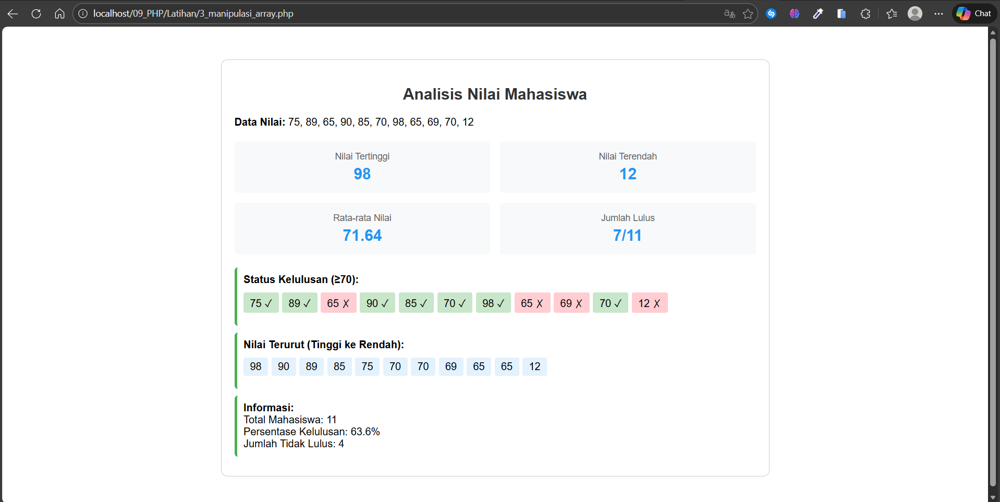 localhost/09_PHP/Latihan/3_manipulasi_array.php
Chat
Analisis Nilai Mahasiswa
Data Nilai: 75, 89, 65, 90, 85, 70, 98, 65, 69, 70, 12
Nilai Tertinggi
98
Nilai Terendah
12
Rata-rata Nilai
71.64
Jumlah Lulus
7/11
Status Kelulusan (≥70):
75 ✓ 89 ✓ 65 ✗ 90 ✓ 85 ✓ 70 ✓ 98 ✓ 65 ✗ 69 ✗ 70 ✓ 12 ✗
Nilai Terurut (Tinggi ke Rendah):
98 90 89 85 75 70 70 69 65 65 12
Informasi:
Total Mahasiswa: 11
Persentase Kelulusan: 63.6%
Jumlah Tidak Lulus: 4